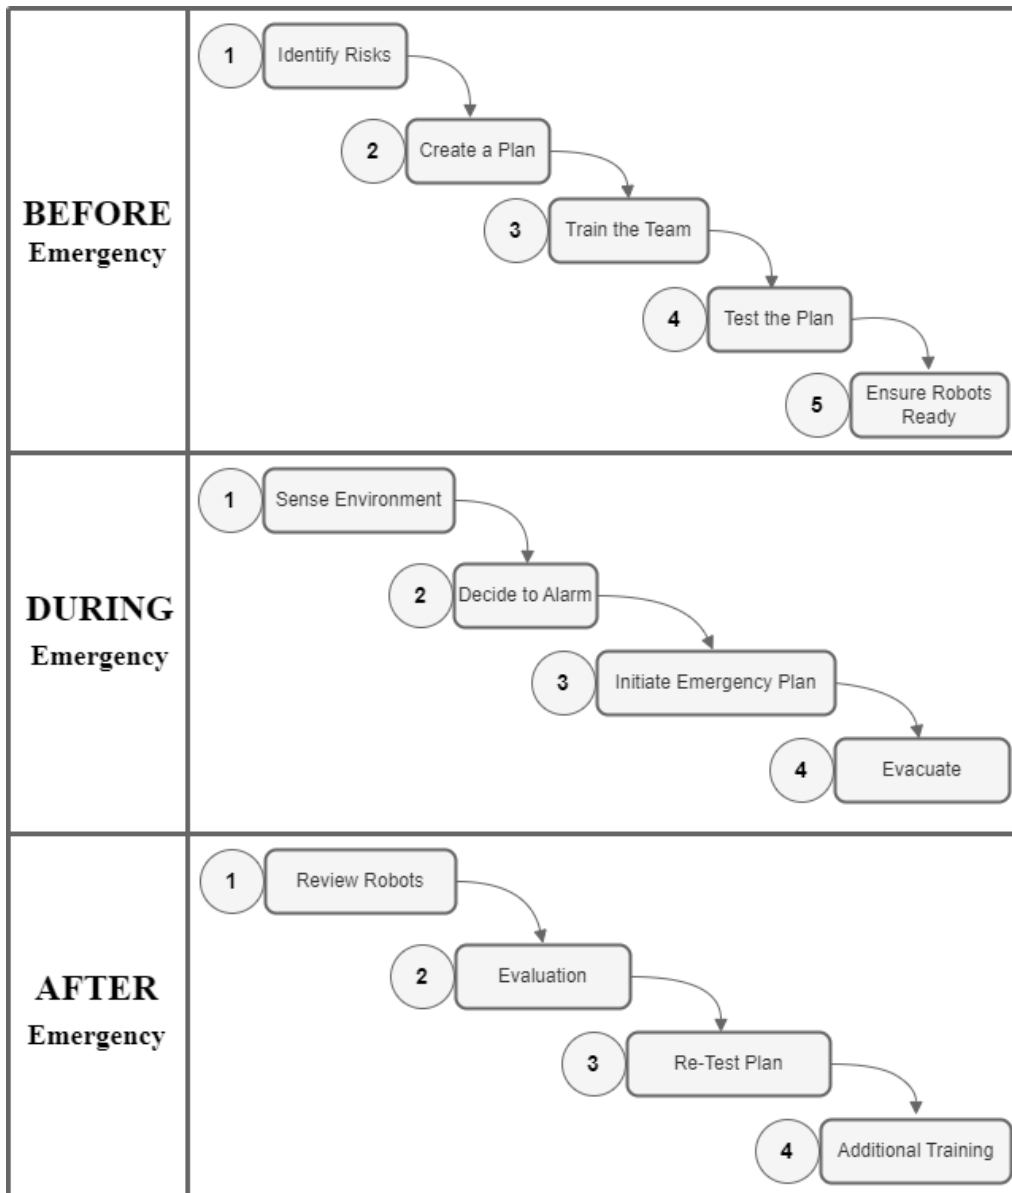 BEFORE
Emergency
1
Identify Risks
2
Create a Plan
3
Train the Team
4
Test the Plan
5
Ensure Robots
Ready
DURING
Emergency
1
Sense Environment
2
Decide to Alarm
3
Initiate Emergency Plan
4
Evacuate
AFTER
Emergency
1
Review Robots
2
Evaluation
3
Re-Test Plan
4
Additional Training